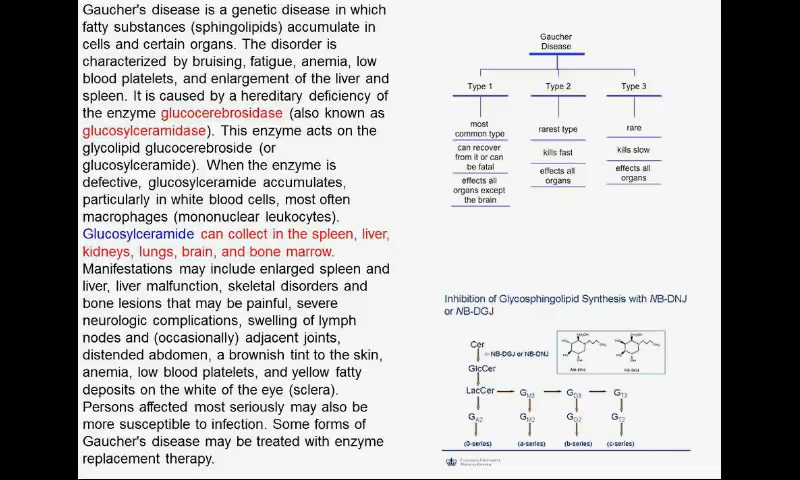 Gaucher's disease is a genetic disease in which
fatty substances (sphingolipids) accumulate in
cells and certain organs. The disorder is
characterized by bruising, fatigue, anemia, low
blood platelets, and enlargement of the liver and
spleen. It is caused by a hereditary deficiency of
the enzyme glucocerebrosidase (also known as
glucosylceramidase). This enzyme acts on the
glycolipid glucocerebroside (or
glucosylceramide). When the enzyme is
defective, glucosylceramide accumulates,
particularly in white blood cells, most often
macrophages (mononuclear leukocytes).
Glucosylceramide can collect in the spleen, liver,
kidneys, lungs, brain, and bone marrow.
Manifestations may include enlarged spleen and
liver, liver malfunction, skeletal disorders and
bone lesions that may be painful, severe
neurologic complications, swelling of lymph
nodes and (occasionally) adjacent joints,
distended abdomen, a brownish tint to the skin,
anemia, low blood platelets, and yellow fatty
deposits on the white of the eye (sclera).
Persons affected most seriously may also be
more susceptible to infection. Some forms of
Gaucher's disease may be treated with enzyme
replacement therapy.
Gaucher
Disease
Type 1 Type 2 Type 3
most
common type
rarest type
rare
can recover
from it or can
be fatal
kills fast
kills slow
effects all
organs except
the brain
effects all
organs
effects all
organs
Inhibition of Glycosphingolipid Synthesis with NB-DNJ
or NB-DGJ
Cer
NB-DGJ or NB-DNJ
GlcCer
LacCer GM3 GD3 GT3
GA2 GM2 GD2 GT2
(0-series) (a-series) (b-series) (c-series)